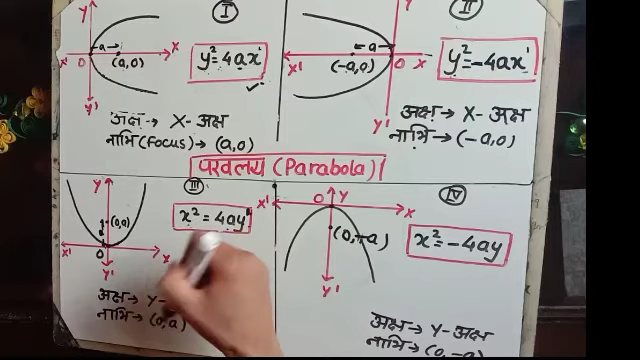 I
Y
a
X' O (a,0) X
Y'
y² = 4ax
अक्ष → X - अक्ष
नाभि (focus) → (a,0)
II
Y
a
X' (-a,0) O X
Y'
y² = -4ax
अक्ष → X - अक्ष
नाभि → (-a,0)
परवलय (Parabola)
III
Y
(0,a)
X' O X
Y'
x² = 4ay
अक्ष → Y -
नाभि → (0,a)
IV
X' O Y X
(0,-a)
Y'
x² = -4ay
अक्ष → Y - अक्ष
नाभि → (0,-a)